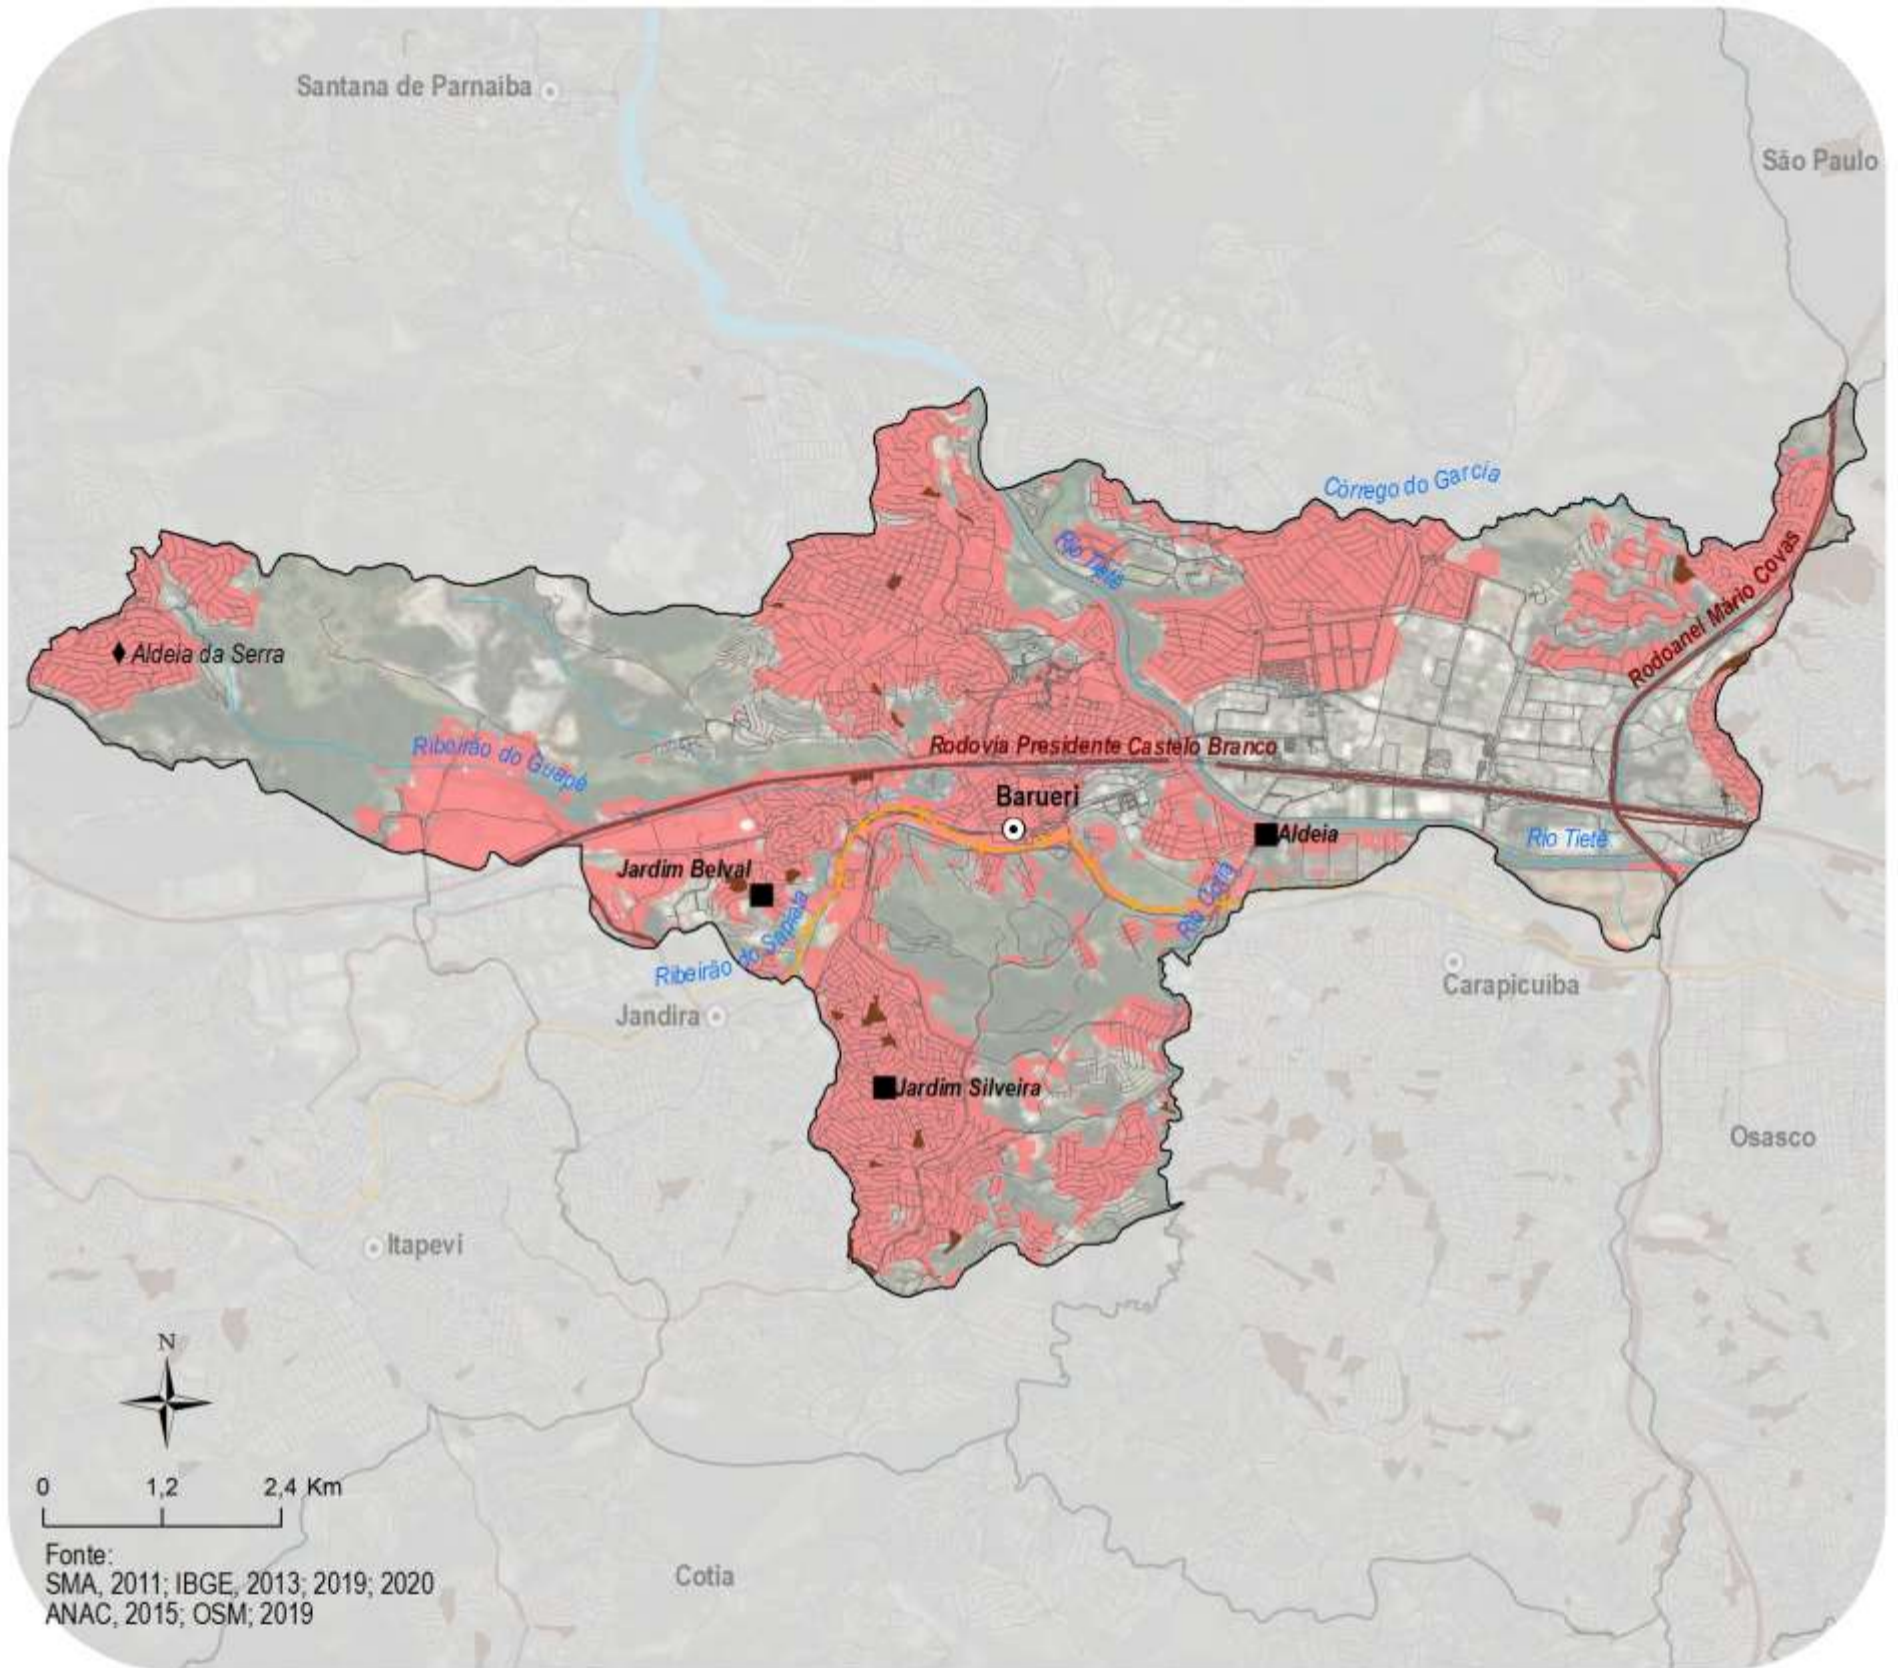 Santana de Parnaiba
São Paulo
Córrego do Garcia
Rio Tietê
Rodoanel Mário Covas
Aldeia da Serra
Ribeirão do Guapé
Rodovia Presidente Castelo Branco
Barueri
Aldeia
Rio Tietê
Jardim Belval
Rio Cotia
Ribeirão do Sapiatã
Carapicuiba
Jandira
Jardim Silveira
Osasco
Itapevi
N
0 1,2 2,4 Km
Fonte:
SMA, 2011; IBGE, 2013; 2019; 2020
ANAC, 2015; OSM; 2019
Cotia